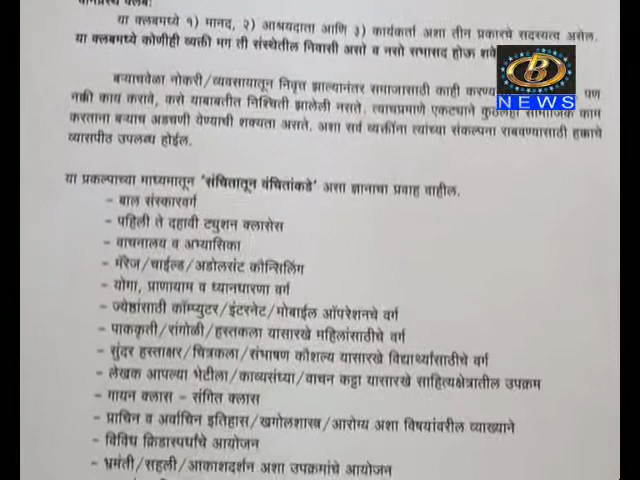 वानप्रस्थ क्लब:
या क्लबमध्ये १) मानद, २) आश्रयदाता आणि ३) कार्यकर्ता अशा तीन प्रकारचे सदस्यत्व असेल.
या क्लबमध्ये कोणीही व्यक्ती मग ती संस्थेतील निवासी असो व नसो सभासद होऊ शके
B
NEWS
बऱ्याचवेळा नोकरी/व्यवसायातून निवृत्त झाल्यानंतर समाजासाठी काही करण्य पण
नक्की काय करावे, कसे याबाबतीत निश्चिती झालेली नसते. त्याचप्रमाणे एकट्याने कुठलेही सामाजिक काम
करताना बऱ्याच अडचणी येण्याची शक्यता असते. अशा सर्व व्यक्तींना त्यांच्या संकल्पना राबवण्यासाठी हक्काचे
व्यासपीठ उपलब्ध होईल.
या प्रकल्पाच्या माध्यमातून 'संचितातून वंचितांकडे' असा ज्ञानाचा प्रवाह वाहील.
- बाल संस्कारवर्ग
- पहिली ते दहावी ट्युशन क्लासेस
- वाचनालय व अभ्यासिका
- मॅरेज/चाईल्ड/अडोलसंट कौन्सिलिंग
- योगा, प्राणायाम व ध्यानधारणा वर्ग
- ज्येष्ठांसाठी कॉम्प्युटर/इंटरनेट/मोबाईल ऑपरेशनचे वर्ग
- पाककृती/रांगोळी/हस्तकला यासारखे महिलांसाठीचे वर्ग
- सुंदर हस्ताक्षर/चित्रकला/संभाषण कौशल्य यासारखे विद्यार्थ्यांसाठीचे वर्ग
- लेखक आपल्या भेटीला/काव्यसंध्या/वाचन कट्टा यासारखे साहित्यक्षेत्रातील उपक्रम
- गायन क्लास - संगित क्लास
- प्राचिन व अर्वाचिन इतिहास/खगोलशास्त्र/आरोग्य अशा विषयांवरील व्याख्याने
- विविध क्रिडास्पर्धांचे आयोजन
- भ्रमंती/सहली/आकाशदर्शन अशा उपक्रमांचे आयोजन